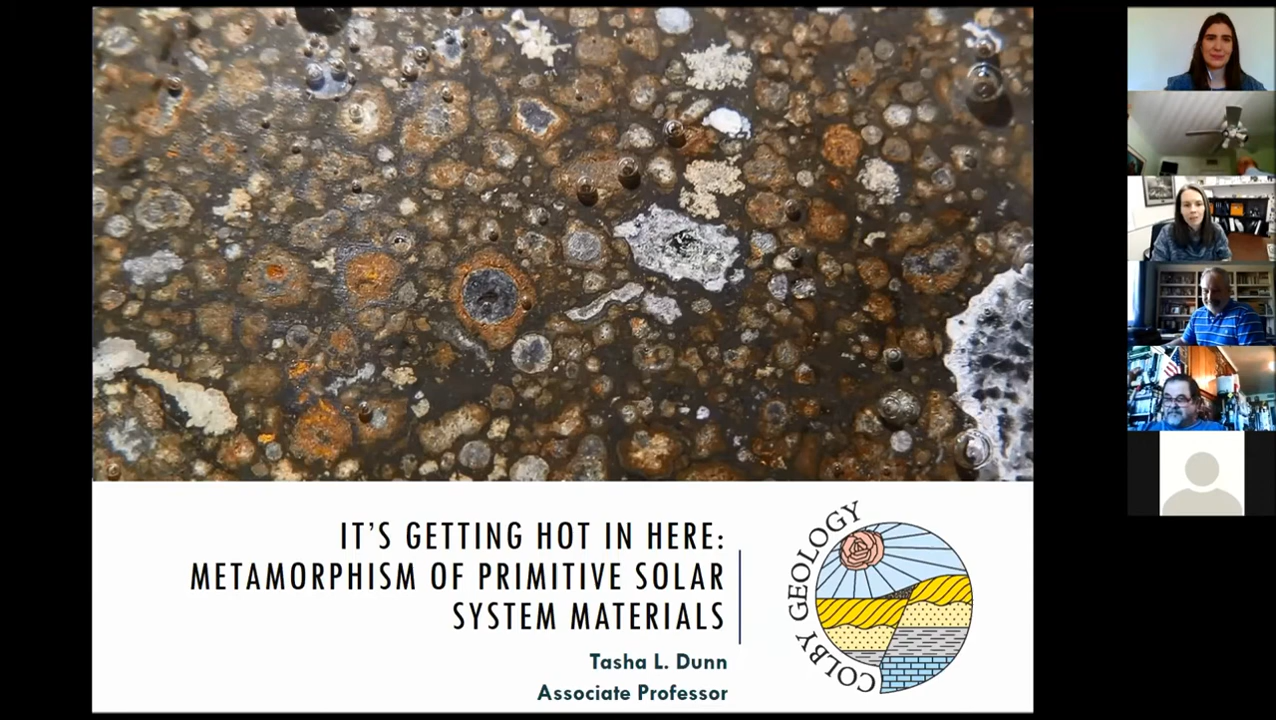 IT'S GETTING HOT IN HERE:
METAMORPHISM OF PRIMITIVE SOLAR
SYSTEM MATERIALS
Tasha L. Dunn
Associate Professor
COLBY GEOLOGY